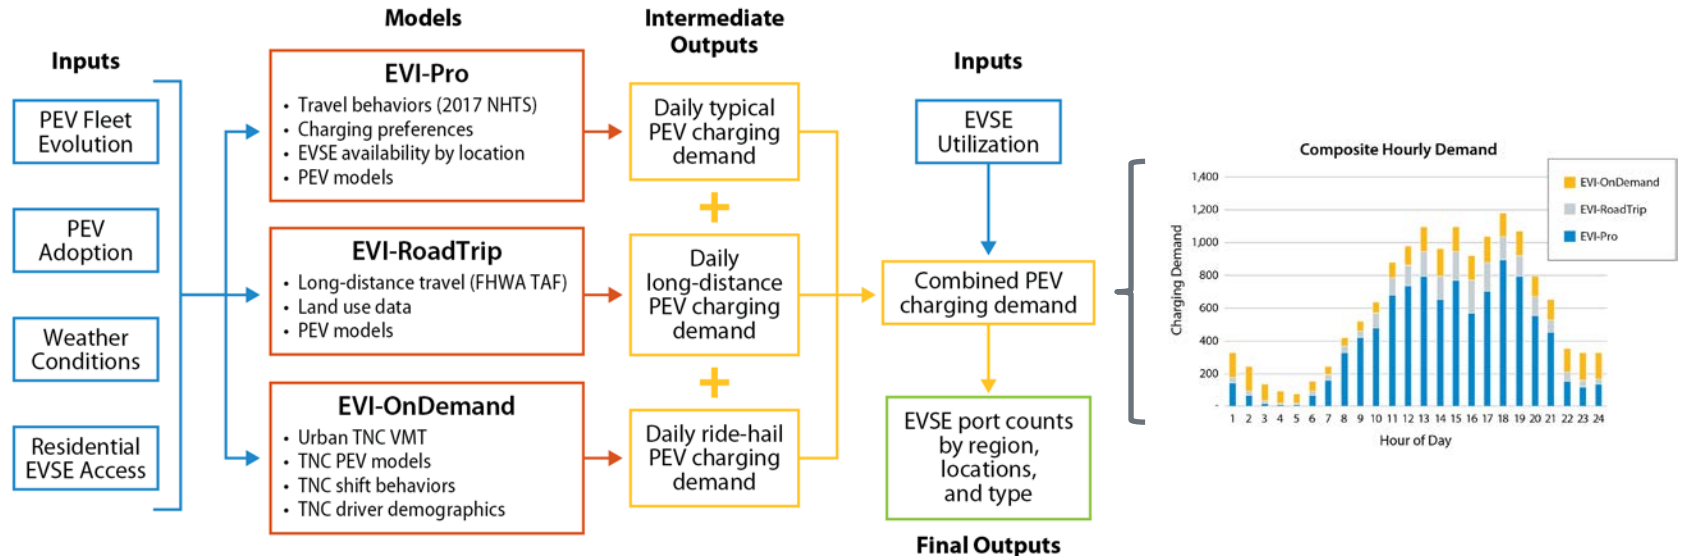 Inputs
PEV Fleet
Evolution
PEV
Adoption
Weather
Conditions
Residential
EVSE Access
Models
EVI-Pro
• Travel behaviors (2017 NHTS)
• Charging preferences
• EVSE availability by location
• PEV models
EVI-RoadTrip
• Long-distance travel (FHWA TAF)
• Land use data
• PEV models
EVI-OnDemand
• Urban TNC VMT
• TNC PEV models
• TNC shift behaviors
• TNC driver demographics
Intermediate
Outputs
Daily typical
PEV charging
demand
+
Daily
long-distance
PEV charging
demand
+
Daily ride-hail
PEV charging
demand
Inputs
EVSE
Utilization
Combined PEV
charging demand
EVSE port counts
by region,
locations,
and type
Final Outputs
Composite Hourly Demand
EVI-OnDemand
EVI-RoadTrip
EVI-Pro
Charging Demand
1,400
1,200
1,000
800
600
400
200
-
1 2 3 4 5 6 7 8 9 10 11 12 13 14 15 16 17 18 19 20 21 22 23 24
Hour of Day